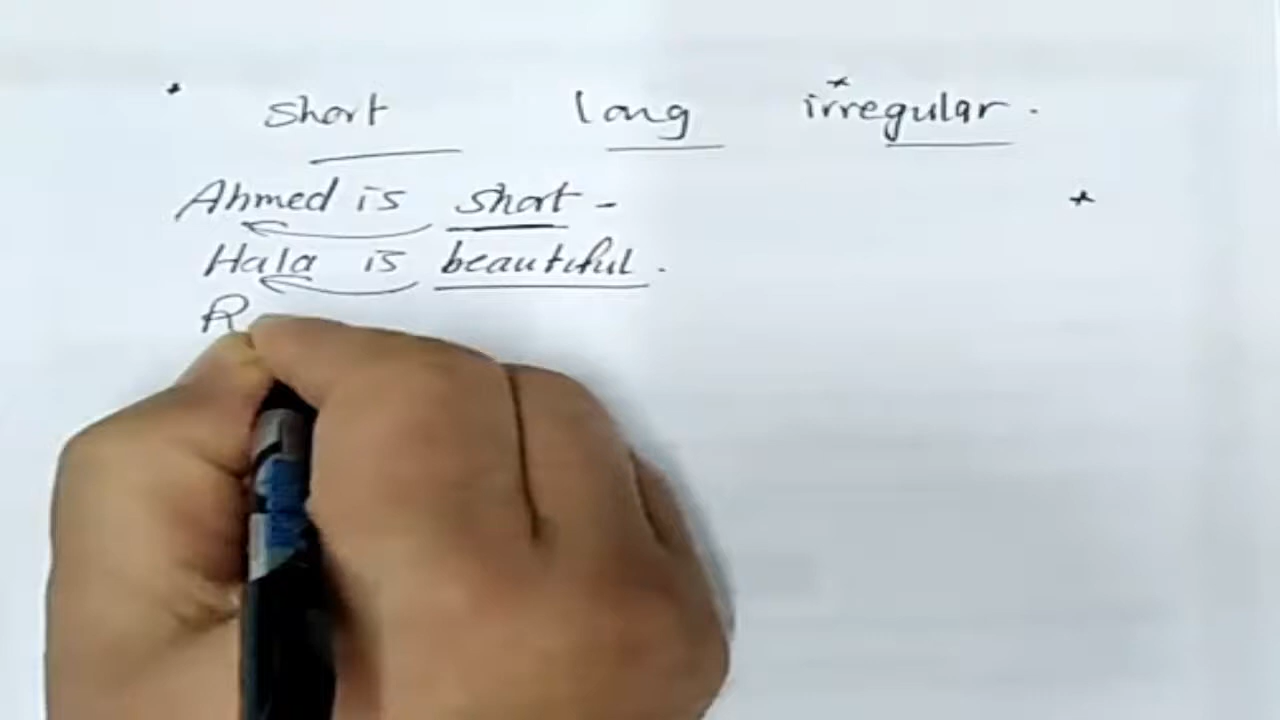 short long irregular.
Ahmed is short-
Hala is beautiful.
R